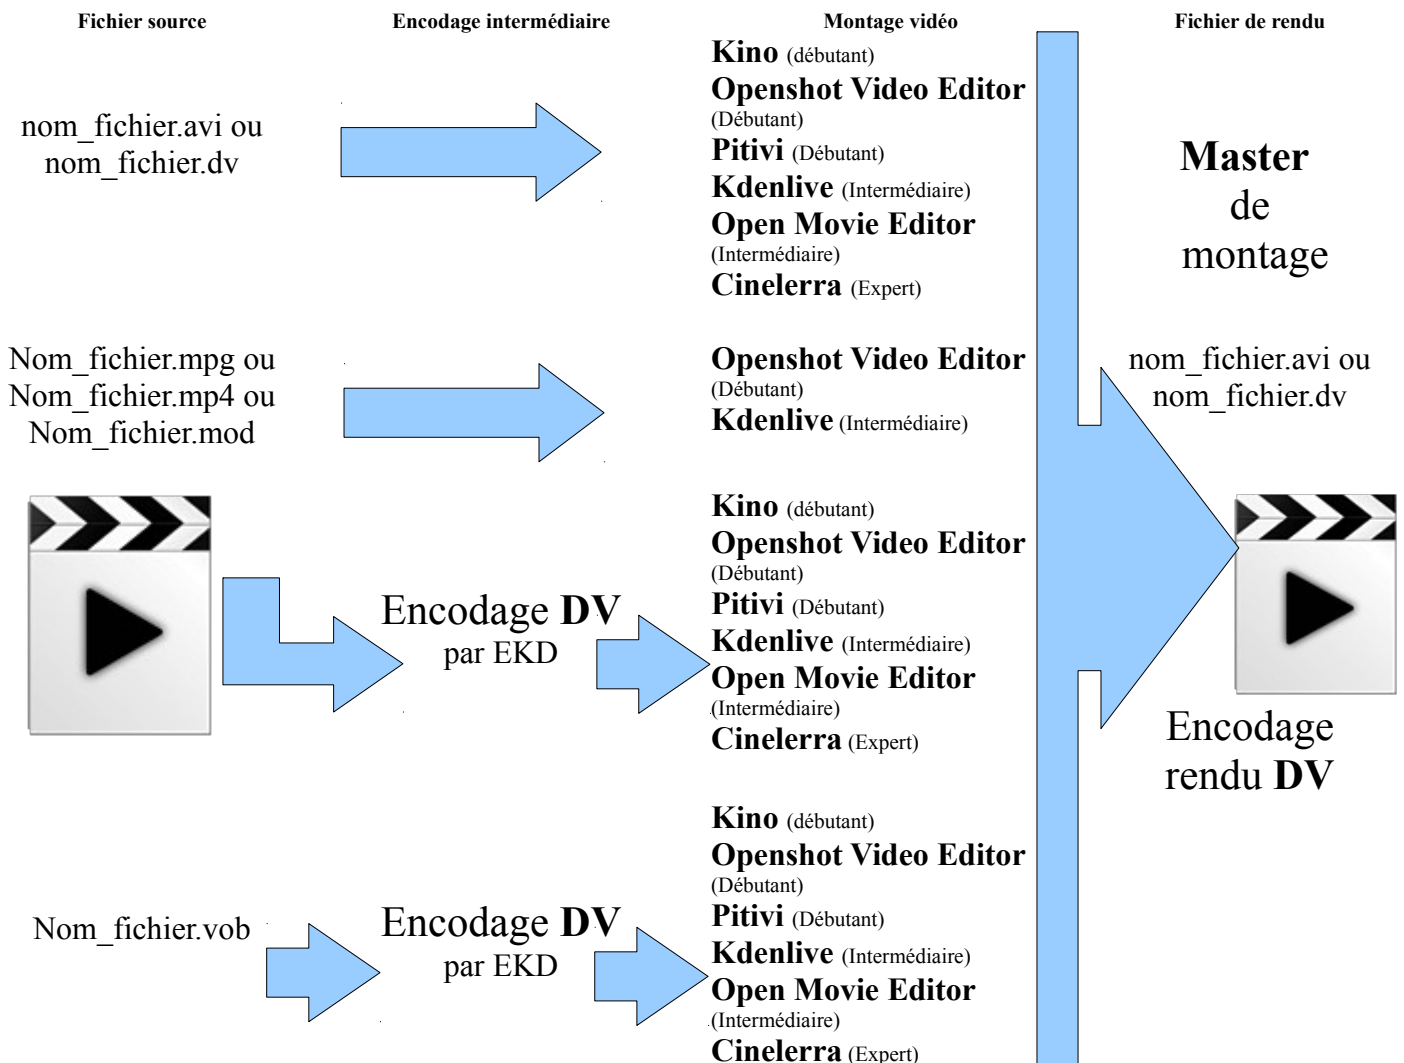 Fichier source
Encodage intermédiaire
Montage vidéo
Fichier de rendu
nom_fichier.avi ou
nom_fichier.dv
Kino (débutant)
Openshot Video Editor
(Débutant)
Pitivi (Débutant)
Kdenlive (Intermédiaire)
Open Movie Editor
(Intermédiaire)
Cinelerra (Expert)
Master
de
montage
Nom_fichier.mpg ou
Nom_fichier.mp4 ou
Nom_fichier.mod
Openshot Video Editor
(Débutant)
Kdenlive (Intermédiaire)
nom_fichier.avi ou
nom_fichier.dv
Encodage DV
par EKD
Kino (débutant)
Openshot Video Editor
(Débutant)
Pitivi (Débutant)
Kdenlive (Intermédiaire)
Open Movie Editor
(Intermédiaire)
Cinelerra (Expert)
Encodage
rendu DV
Nom_fichier.vob
Encodage DV
par EKD
Kino (débutant)
Openshot Video Editor
(Débutant)
Pitivi (Débutant)
Kdenlive (Intermédiaire)
Open Movie Editor
(Intermédiaire)
Cinelerra (Expert)